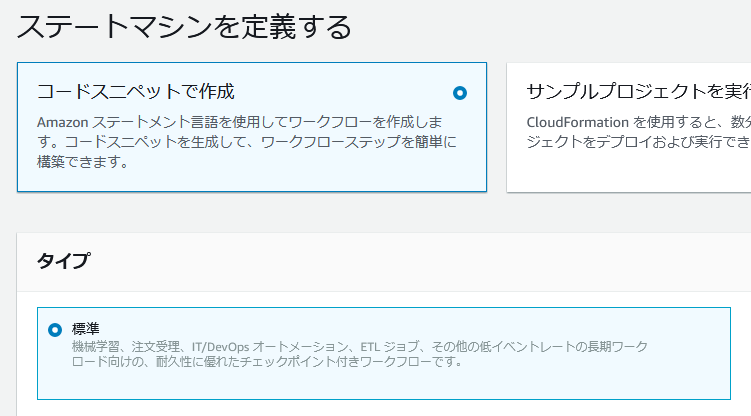 ステートマシンを定義する
コードスニペットで作成
Amazon ステートメント言語を使用してワークフローを作成しま
す。コードスニペットを生成して、ワークフローステップを簡単に
構築できます。
サンプルプロジェクトを実行
CloudFormation を使用すると、数分
ジェクトをデプロイおよび実行でき
タイプ
標準
機械学習、注文受理、IT/DevOps オートメーション、ETL ジョブ、その他の低イベントレートの長期ワーク
ロード向けの、耐久性に優れたチェックポイント付きワークフローです。